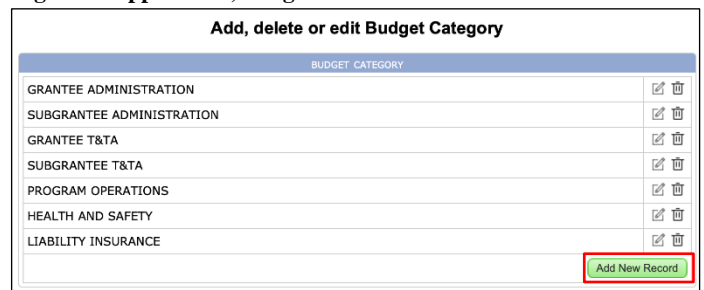 Add, delete or edit Budget Category
BUDGET CATEGORY
GRANTEE ADMINISTRATION
SUBGRANTEE ADMINISTRATION
GRANTEE T&TA
SUBGRANTEE T&TA
PROGRAM OPERATIONS
HEALTH AND SAFETY
LIABILITY INSURANCE
Add New Record